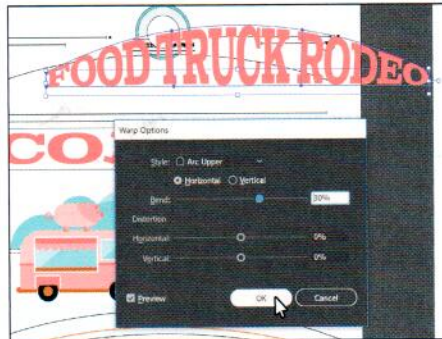 FOOD TRUCK RODEO
Warp Options
Style: Arc Upper
Horizontal Vertical
Bend: 30%
Distortion
Horizontal: 0%
Vertical: 0%
Preview OK Cancel